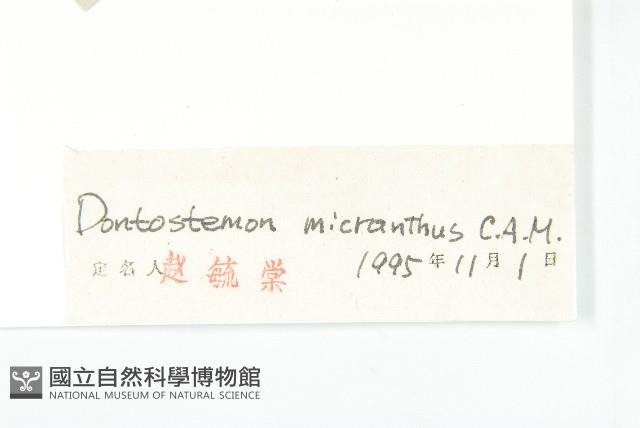 Dontostemon micranthus C.A.M.
定名人 赵毓棠 1995年11月1日
國立自然科學博物館
NATIONAL MUSEUM OF NATURAL SCIENCE